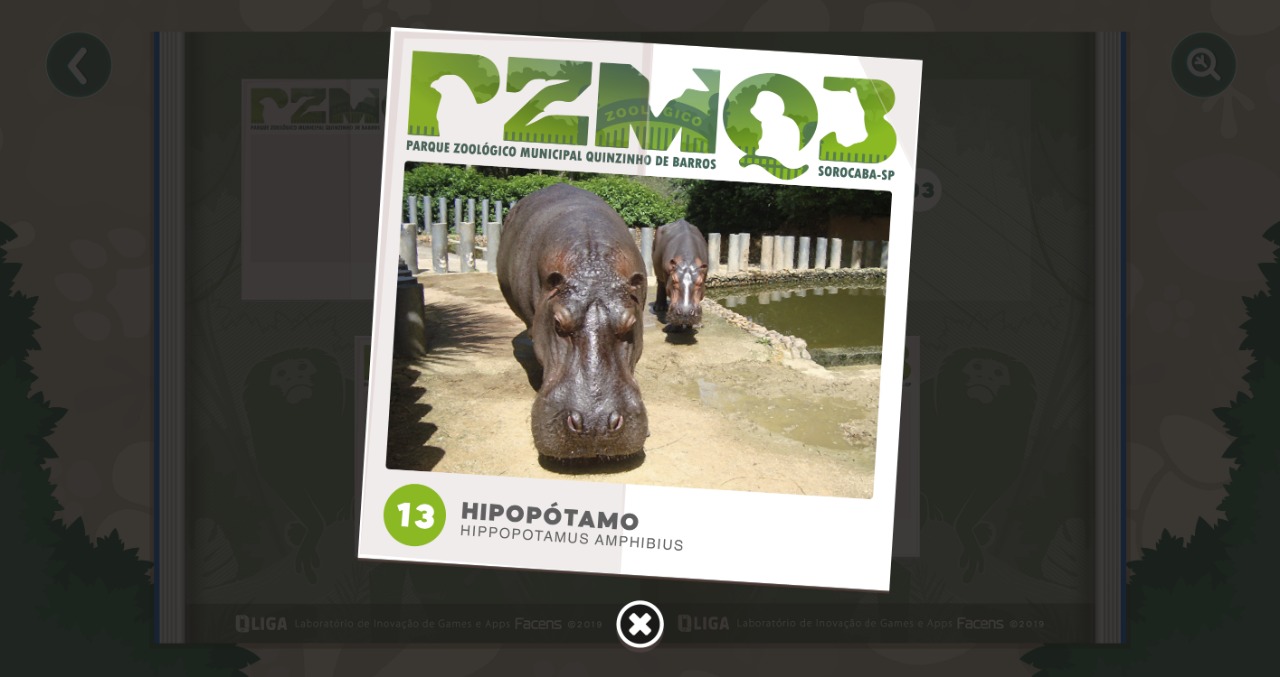 PZMQB
ZOOLÓGICO
PARQUE ZOOLÓGICO MUNICIPAL QUINZINHO DE BARROS
SOROCABA-SP
13
HIPOPÓTAMO
HIPPOPOTAMUS AMPHIBIUS
LIGA Laboratório de Inovação de Games e Apps Facens ©2019
LIGA Laboratório de Inovação de Games e Apps Facens ©2019